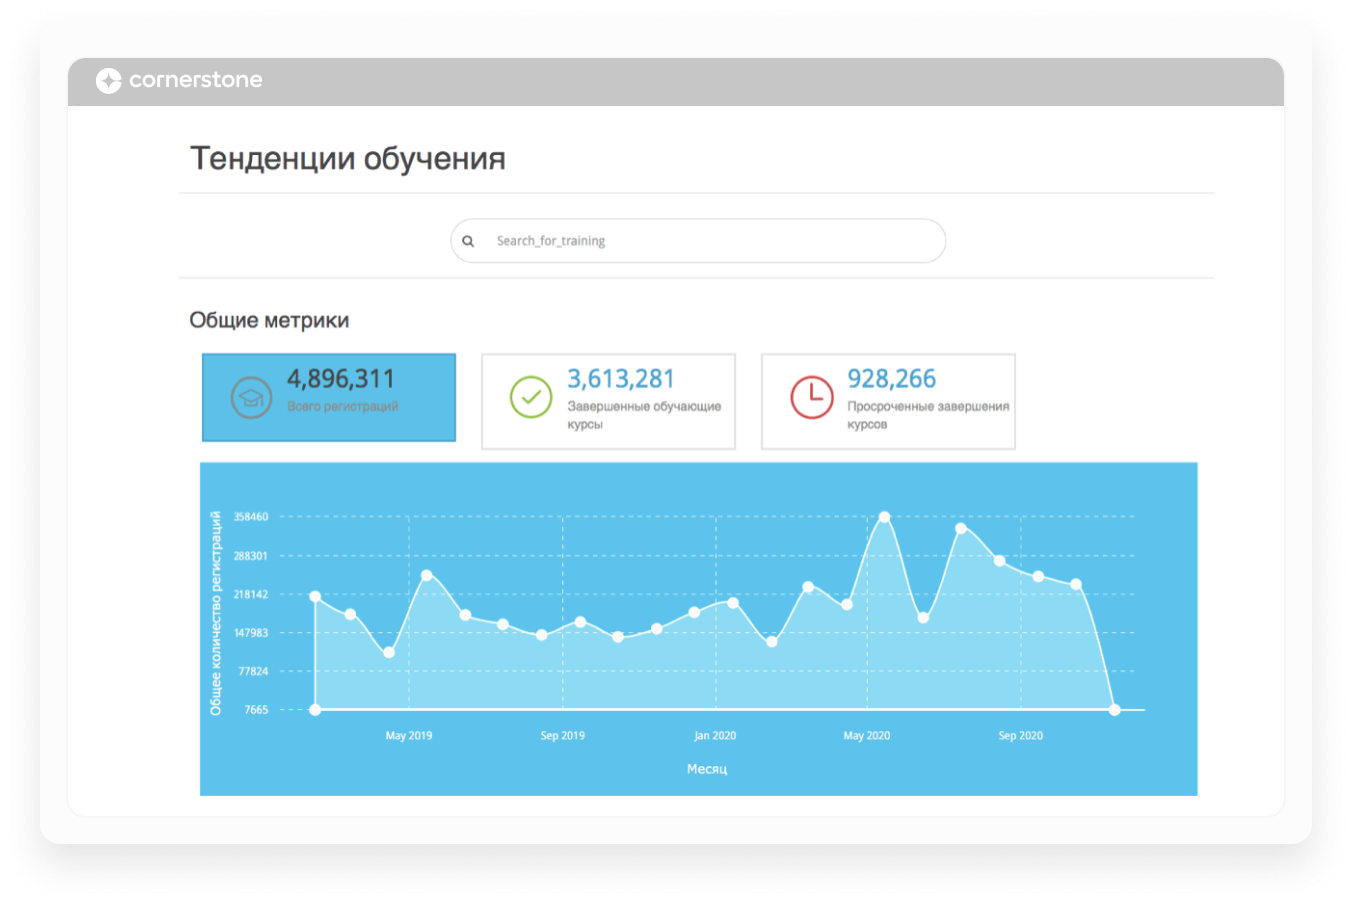 cornerstone
Тенденции обучения
Search_for_training
Общие метрики
4,896,311
Всего регистраций
3,613,281
Завершенные обучающие
курсы
928,266
Просроченные завершения
курсов
Общее количество регистраций
358460
288301
218142
147983
77824
7665
May 2019
Sep 2019
Jan 2020
May 2020
Sep 2020
Месяц